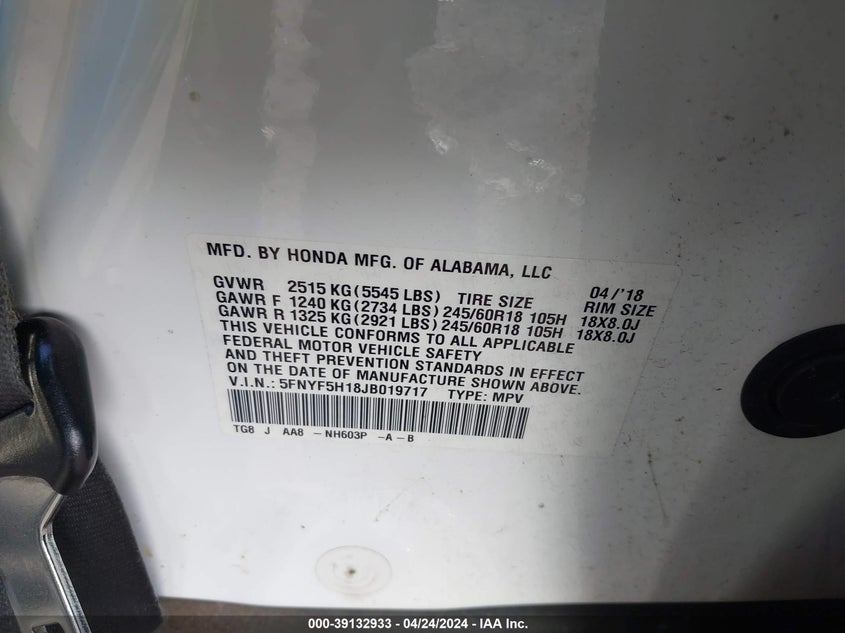 MFD. BY HONDA MFG. OF ALABAMA, LLC
GVWR 2515 KG(5545 LBS) TIRE SIZE 04/'18 RIM SIZE
GAWR F 1240 KG(2734 LBS) 245/60R18 105H 18X8.0J
GAWR R 1325 KG(2921 LBS) 245/60R18 105H 18X8.0J
THIS VEHICLE CONFORMS TO ALL APPLICABLE
FEDERAL MOTOR VEHICLE SAFETY
AND THEFT PREVENTION STANDARDS IN EFFECT
ON THE DATE OF MANUFACTURE SHOWN ABOVE.
V.I.N.: 5FNYF5H18JB019717 TYPE: MPV
TG8 J AA8 -NH603P -A-B
000-39132933 - 04/24/2024 - IAA Inc.